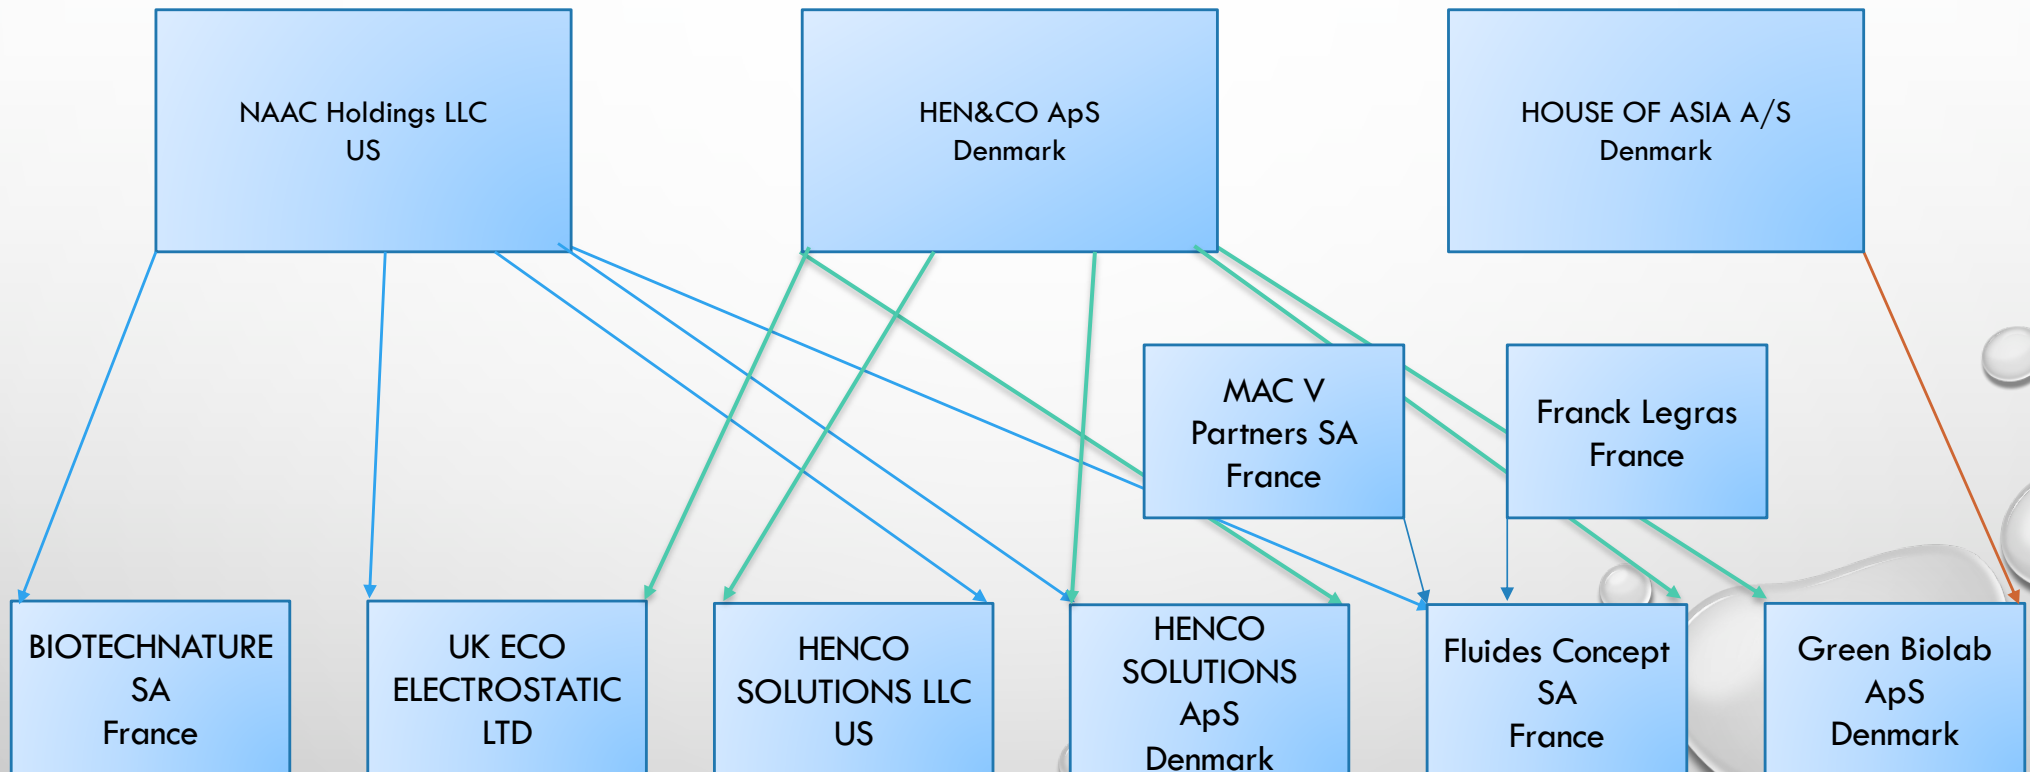 NAAC Holdings LLC
US
HEN&CO ApS
Denmark
HOUSE OF ASIA A/S
Denmark
MAC V
Partners SA
France
Franck Legras
France
BIOTECHNATURE
SA
France
UK ECO
ELECTROSTATIC
LTD
HENCO
SOLUTIONS LLC
US
HENCO
SOLUTIONS
ApS
Denmark
Fluides Concept
SA
France
Green Biolab
ApS
Denmark